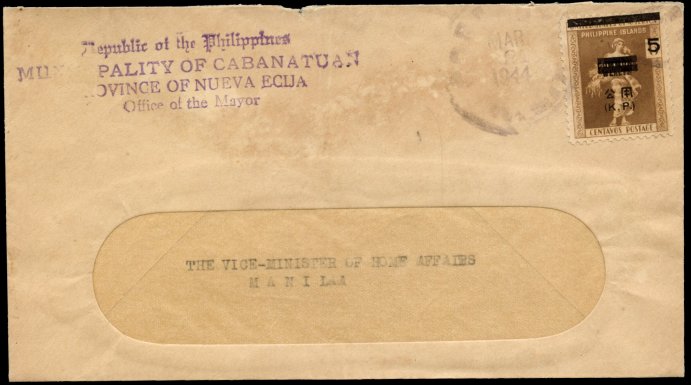 Republic of the Philippines
MUNICIPALITY OF CABANATUAN
PROVINCE OF NUEVA ECIJA
Office of the Mayor
MAR
1944
PHILIPPINE ISLANDS
5
公用
(K. P.)
CENTAVOS POSTAGE
THE VICE-MINISTER OF HOME AFFAIRS
MANILA